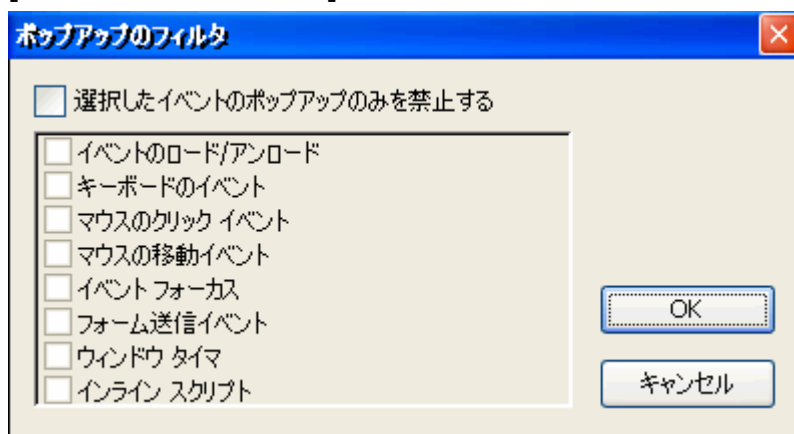 ポップアップのフィルタ
選択したイベントのポップアップのみを禁止する
イベントのロード/アンロード
キーボードのイベント
マウスのクリック イベント
マウスの移動イベント
イベント フォーカス
フォーム送信イベント
ウィンドウ タイマ
インライン スクリプト
OK
キャンセル